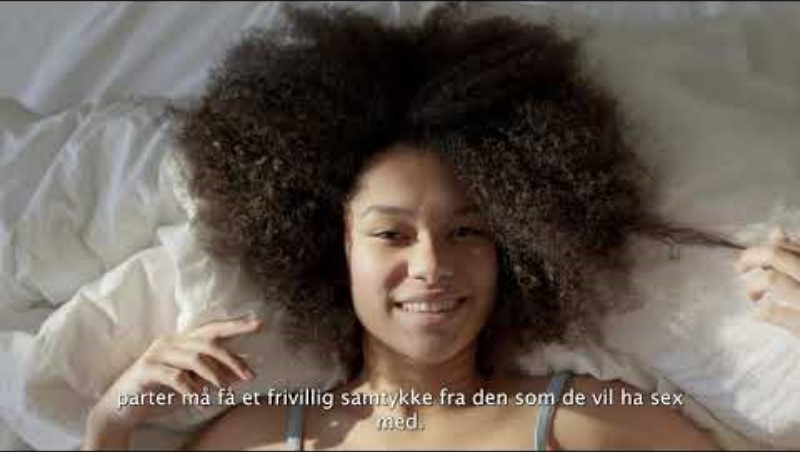 parter må få et frivillig samtykke fra den som de vil ha sex
med.